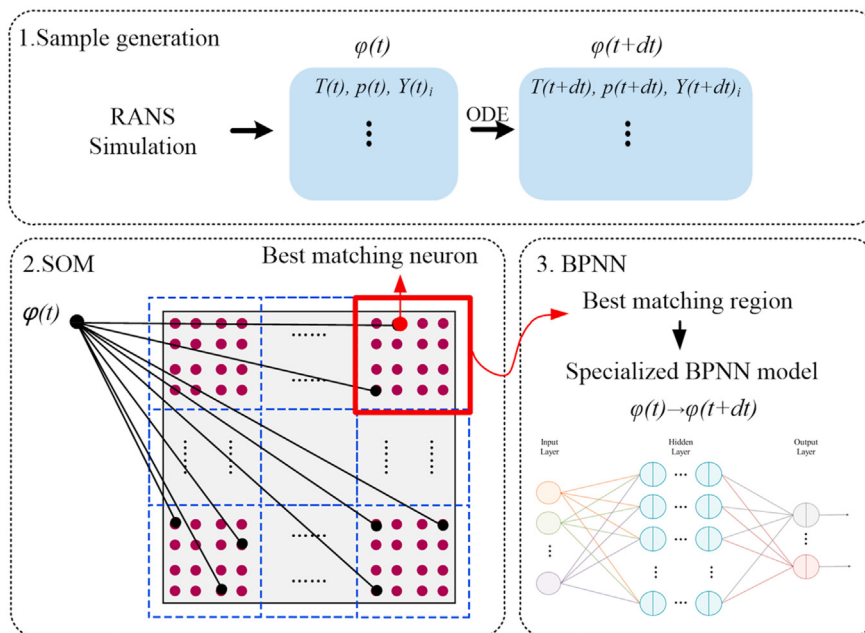 1.Sample generation
φ(t)
φ(t+dt)
T(t), p(t), Y(t)i
T(t+dt), p(t+dt), Y(t+dt)i
RANS
Simulation
ODE
2.SOM
Best matching neuron
φ(t)
3. BPNN
Best matching region
Specialized BPNN model
φ(t)→φ(t+dt)
Input
Layer
Hidden
Layer
Output
Layer